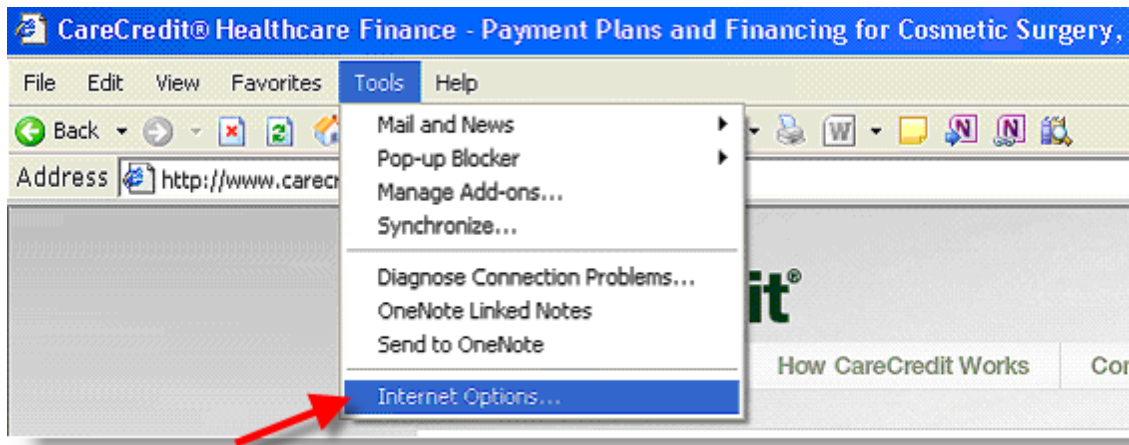 CareCredit® Healthcare Finance - Payment Plans and Financing for Cosmetic Surgery,
File Edit View Favorites Tools Help
Back
Mail and News
Pop-up Blocker
Address http://www.carecr
Manage Add-ons...
Synchronize...
Diagnose Connection Problems...
OneNote Linked Notes
it®
Send to OneNote
How CareCredit Works
Internet Options...